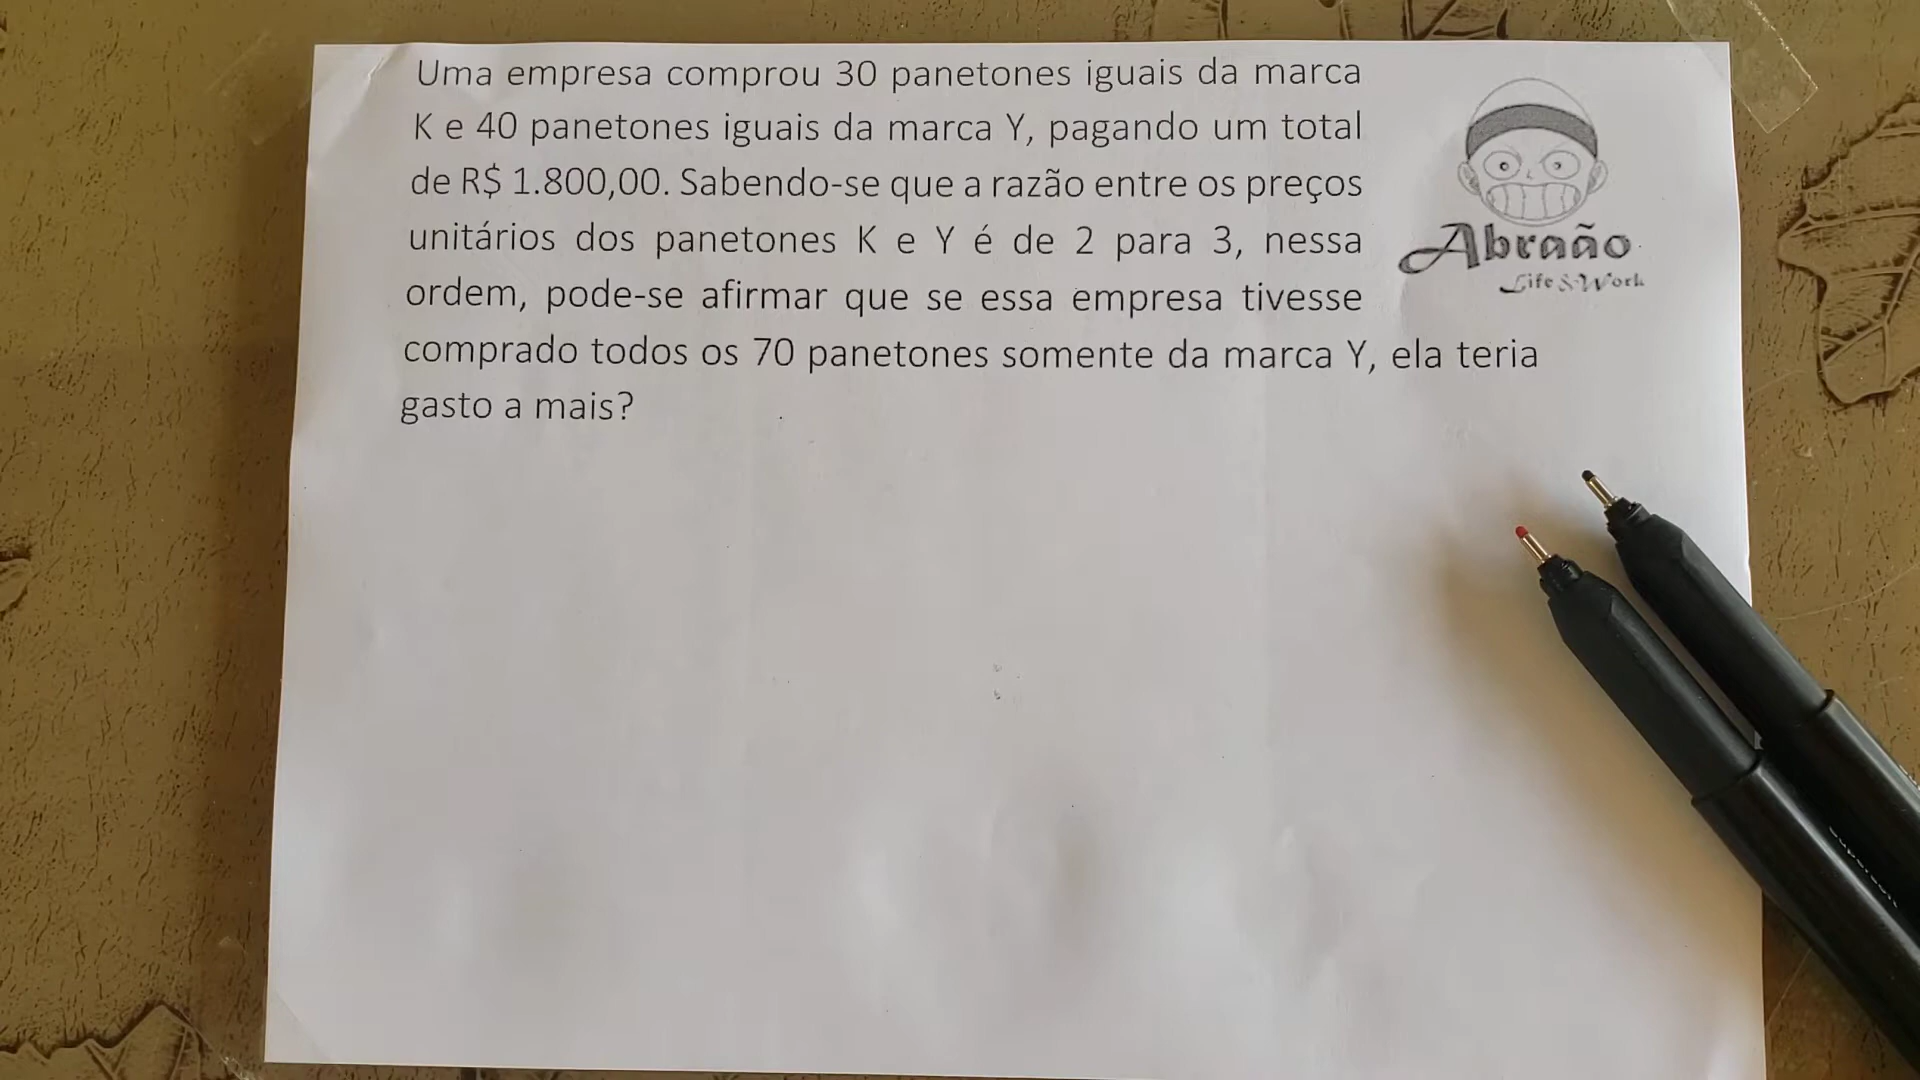 Uma empresa comprou 30 panetones iguais da marca
K e 40 panetones iguais da marca Y, pagando um total
de R$ 1.800,00. Sabendo-se que a razão entre os preços
unitários dos panetones K e Y é de 2 para 3, nessa
ordem, pode-se afirmar que se essa empresa tivesse
comprado todos os 70 panetones somente da marca Y, ela teria
gasto a mais?
Abraão
Life & Work